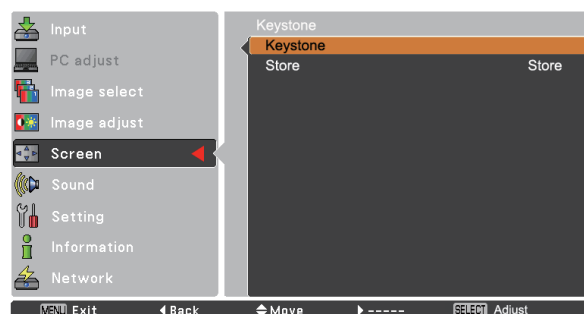 Input
PC adjust
Image select
Image adjust
Screen
Sound
Setting
Information
Network
Keystone
Keystone
Store Store
MENU Exit Back Move ----- SELECT Adjust